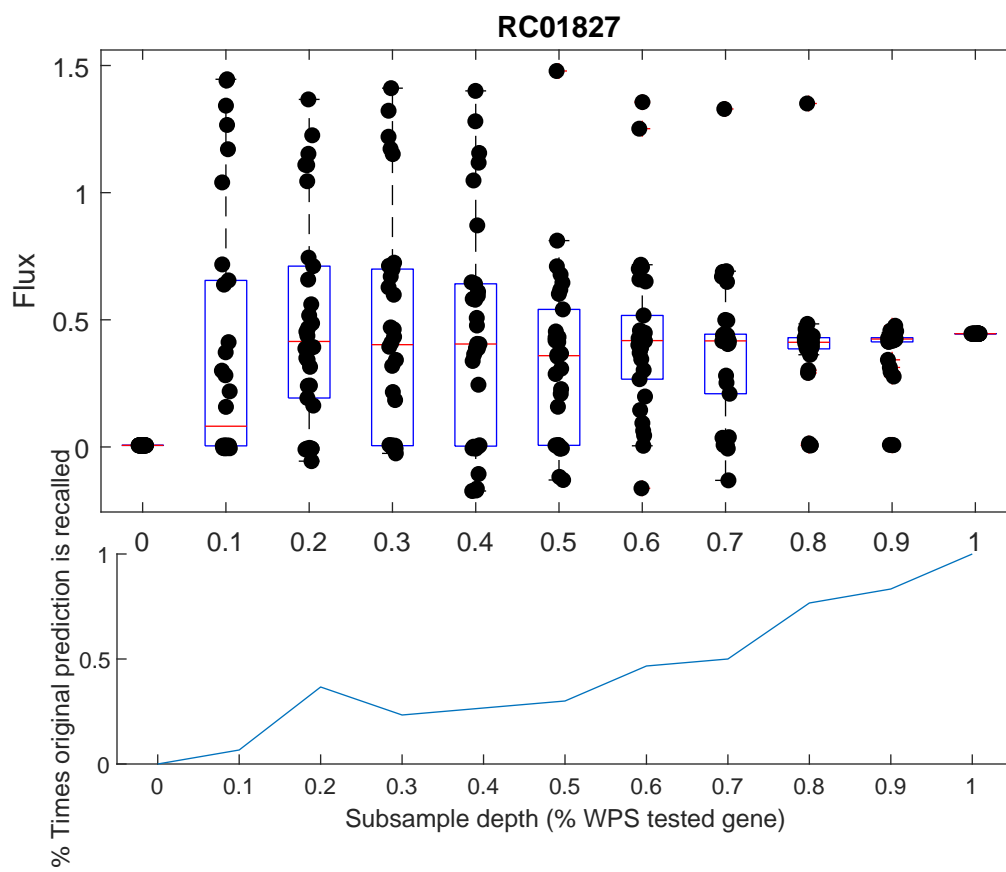 RC01827
1.5
1
0.5
0
Flux
0 0.1 0.2 0.3 0.4 0.5 0.6 0.7 0.8 0.9 1
% Times original prediction is recalled
1
0.5
0
0 0.1 0.2 0.3 0.4 0.5 0.6 0.7 0.8 0.9 1
Subsample depth (% WPS tested gene)